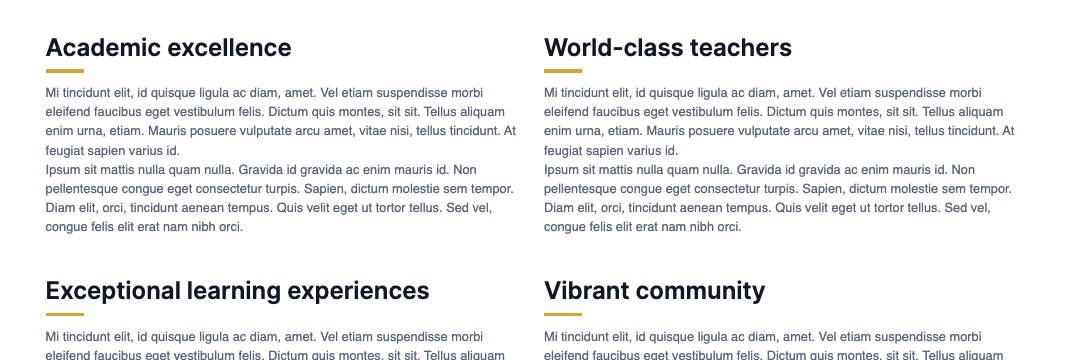 Academic excellence
Mi tincidunt elit, id quisque ligula ac diam, amet. Vel etiam suspendisse morbi
eleifend faucibus eget vestibulum felis. Dictum quis montes, sit sit. Tellus aliquam
enim urna, etiam. Mauris posuere vulputate arcu amet, vitae nisi, tellus tincidunt. At
feugiat sapien varius id.
Ipsum sit mattis nulla quam nulla. Gravida id gravida ac enim mauris id. Non
pellentesque congue eget consectetur turpis. Sapien, dictum molestie sem tempor.
Diam elit, orci, tincidunt aenean tempus. Quis velit eget ut tortor tellus. Sed vel,
congue felis elit erat nam nibh orci.
World-class teachers
Mi tincidunt elit, id quisque ligula ac diam, amet. Vel etiam suspendisse morbi
eleifend faucibus eget vestibulum felis. Dictum quis montes, sit sit. Tellus aliquam
enim urna, etiam. Mauris posuere vulputate arcu amet, vitae nisi, tellus tincidunt. At
feugiat sapien varius id.
Ipsum sit mattis nulla quam nulla. Gravida id gravida ac enim mauris id. Non
pellentesque congue eget consectetur turpis. Sapien, dictum molestie sem tempor.
Diam elit, orci, tincidunt aenean tempus. Quis velit eget ut tortor tellus. Sed vel,
congue felis elit erat nam nibh orci.
Exceptional learning experiences
Mi tincidunt elit, id quisque ligula ac diam, amet. Vel etiam suspendisse morbi
eleifend faucibus eget vestibulum felis. Dictum quis montes, sit sit. Tellus aliquam
Vibrant community
Mi tincidunt elit, id quisque ligula ac diam, amet. Vel etiam suspendisse morbi
eleifend faucibus eget vestibulum felis. Dictum quis montes, sit sit. Tellus aliquam